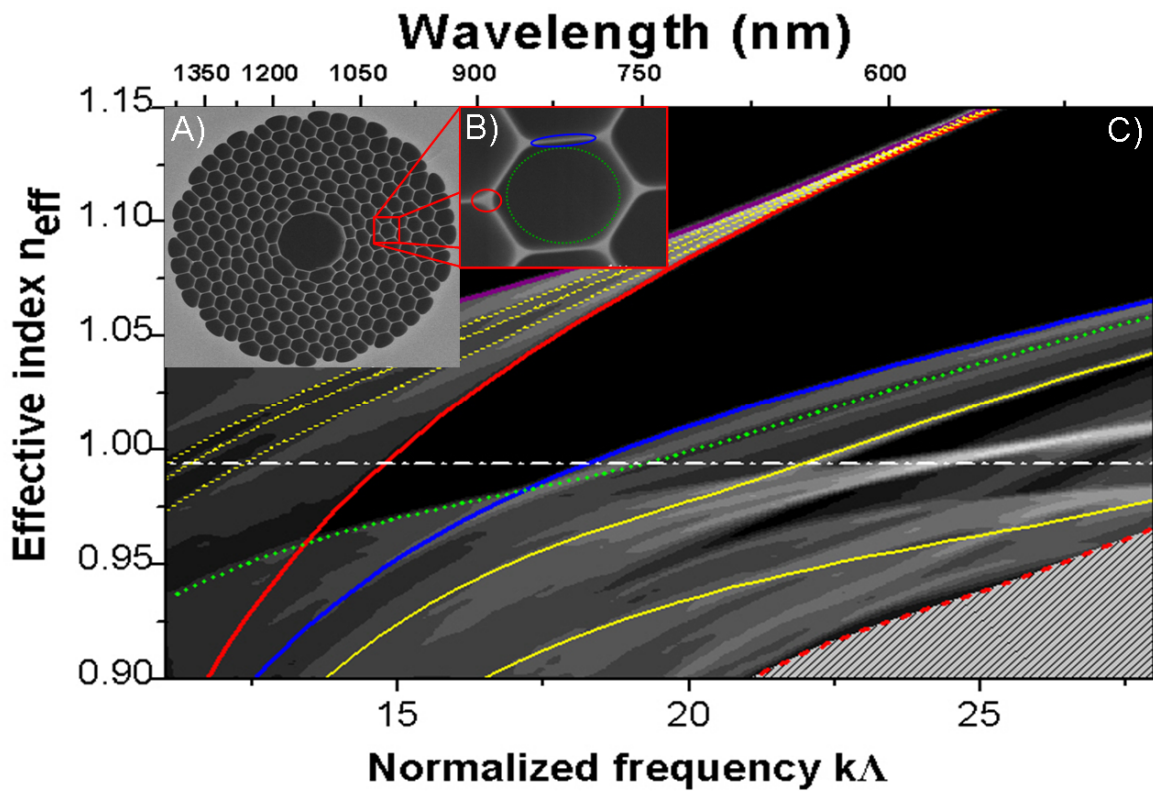 Wavelength (nm)
1350 1200 1050 900 750 600
1.15
1.10
1.05
1.00
0.95
0.90
Effective index neff
A)
B)
C)
15 20 25
Normalized frequency kΛ